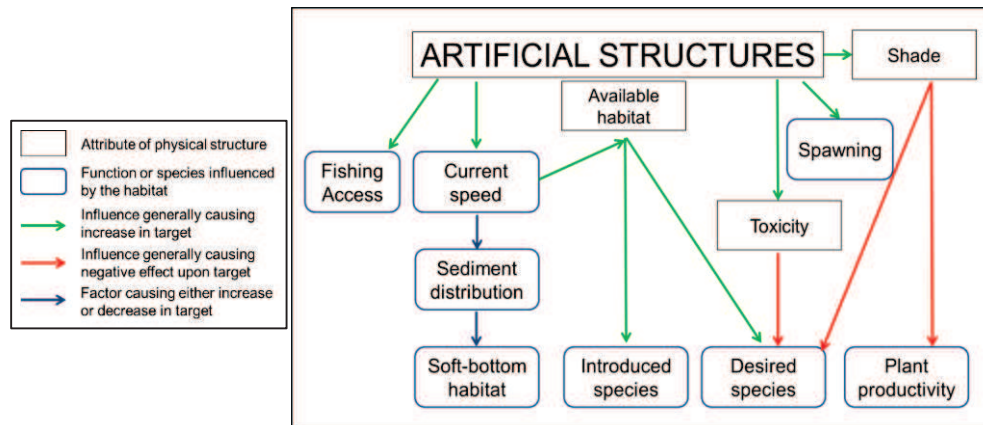 ARTIFICIAL STRUCTURES
Shade
Available
habitat
Fishing
Access
Current
speed
Spawning
Toxicity
Sediment
distribution
Soft-bottom
habitat
Introduced
species
Desired
species
Plant
productivity
Attribute of physical structure
Function or species influenced
by the habitat
Influence generally causing
increase in target
Influence generally causing
negative effect upon target
Factor causing either increase
or decrease in target